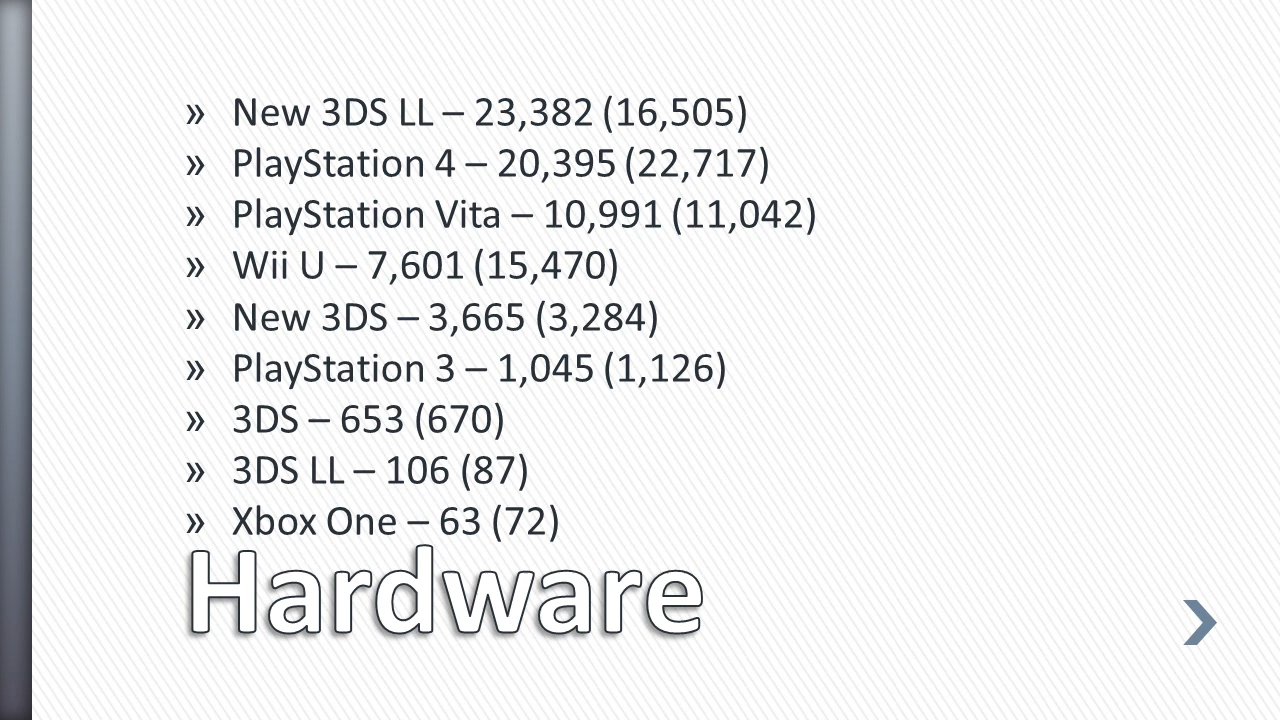 » New 3DS LL – 23,382 (16,505)
» PlayStation 4 – 20,395 (22,717)
» PlayStation Vita – 10,991 (11,042)
» Wii U – 7,601 (15,470)
» New 3DS – 3,665 (3,284)
» PlayStation 3 – 1,045 (1,126)
» 3DS – 653 (670)
» 3DS LL – 106 (87)
» Xbox One – 63 (72)
Hardware